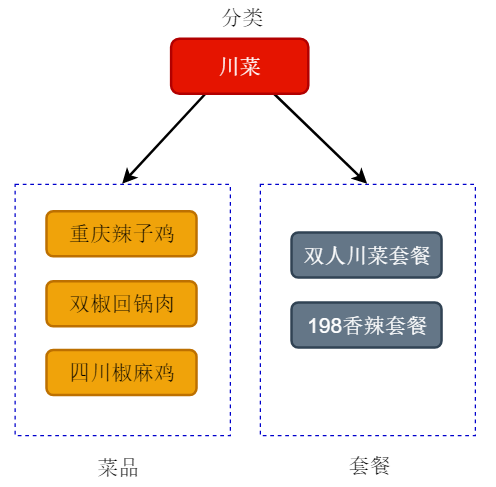 分类
川菜
重庆辣子鸡
双椒回锅肉
四川椒麻鸡
菜品
双人川菜套餐
198香辣套餐
套餐